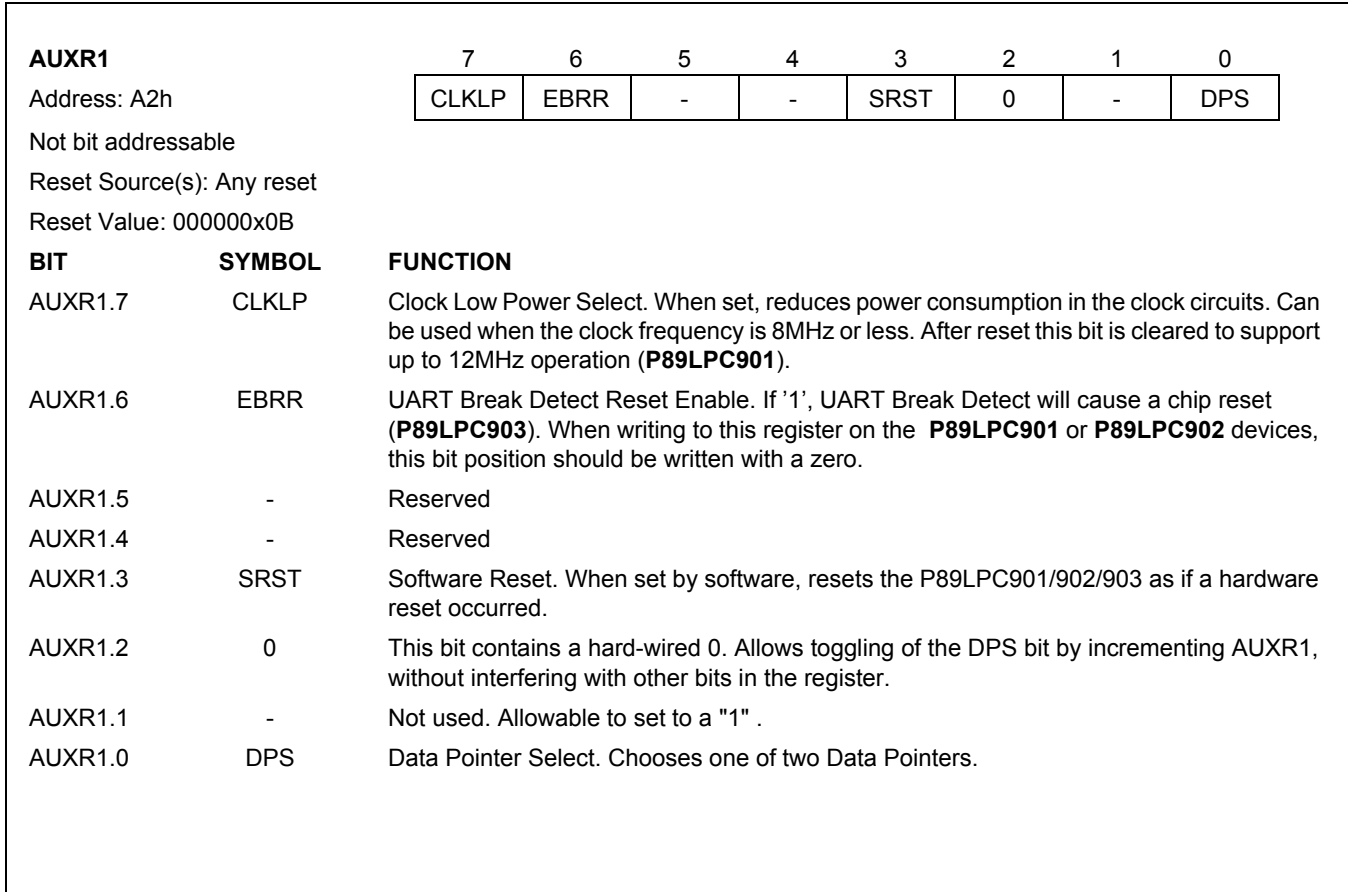 AUXR1 7 6 5 4 3 2 1 0
Address: A2h CLKLP EBRR - - SRST 0 - DPS
Not bit addressable
Reset Source(s): Any reset
Reset Value: 000000x0B
BIT SYMBOL FUNCTION
AUXR1.7 CLKLP Clock Low Power Select. When set, reduces power consumption in the clock circuits. Can
be used when the clock frequency is 8MHz or less. After reset this bit is cleared to support
up to 12MHz operation (P89LPC901).
AUXR1.6 EBRR UART Break Detect Reset Enable. If ’1’, UART Break Detect will cause a chip reset
(P89LPC903). When writing to this register on the P89LPC901 or P89LPC902 devices,
this bit position should be written with a zero.
AUXR1.5 - Reserved
AUXR1.4 - Reserved
AUXR1.3 SRST Software Reset. When set by software, resets the P89LPC901/902/903 as if a hardware
reset occurred.
AUXR1.2 0 This bit contains a hard-wired 0. Allows toggling of the DPS bit by incrementing AUXR1,
without interfering with other bits in the register.
AUXR1.1 - Not used. Allowable to set to a "1" .
AUXR1.0 DPS Data Pointer Select. Chooses one of two Data Pointers.